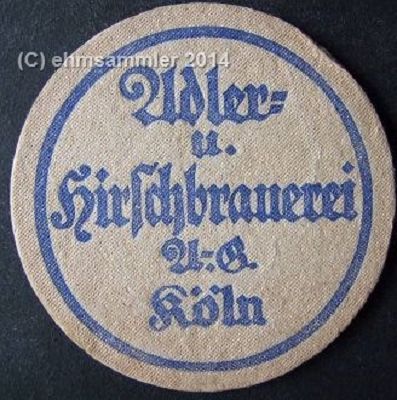 (C) ehmsammler 2014
Adler=
u.
Hirschbrauerei
A.=G.
Köln